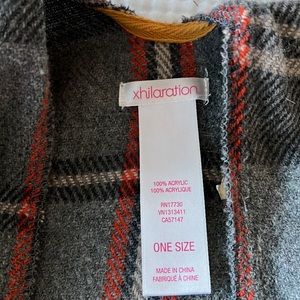 xhilaration
100% ACRYLIC
100% ACRYLIQUE
RN17730
VN1313411
CA57147
ONE SIZE
MADE IN CHINA
FABRIQUÉ À CHINE